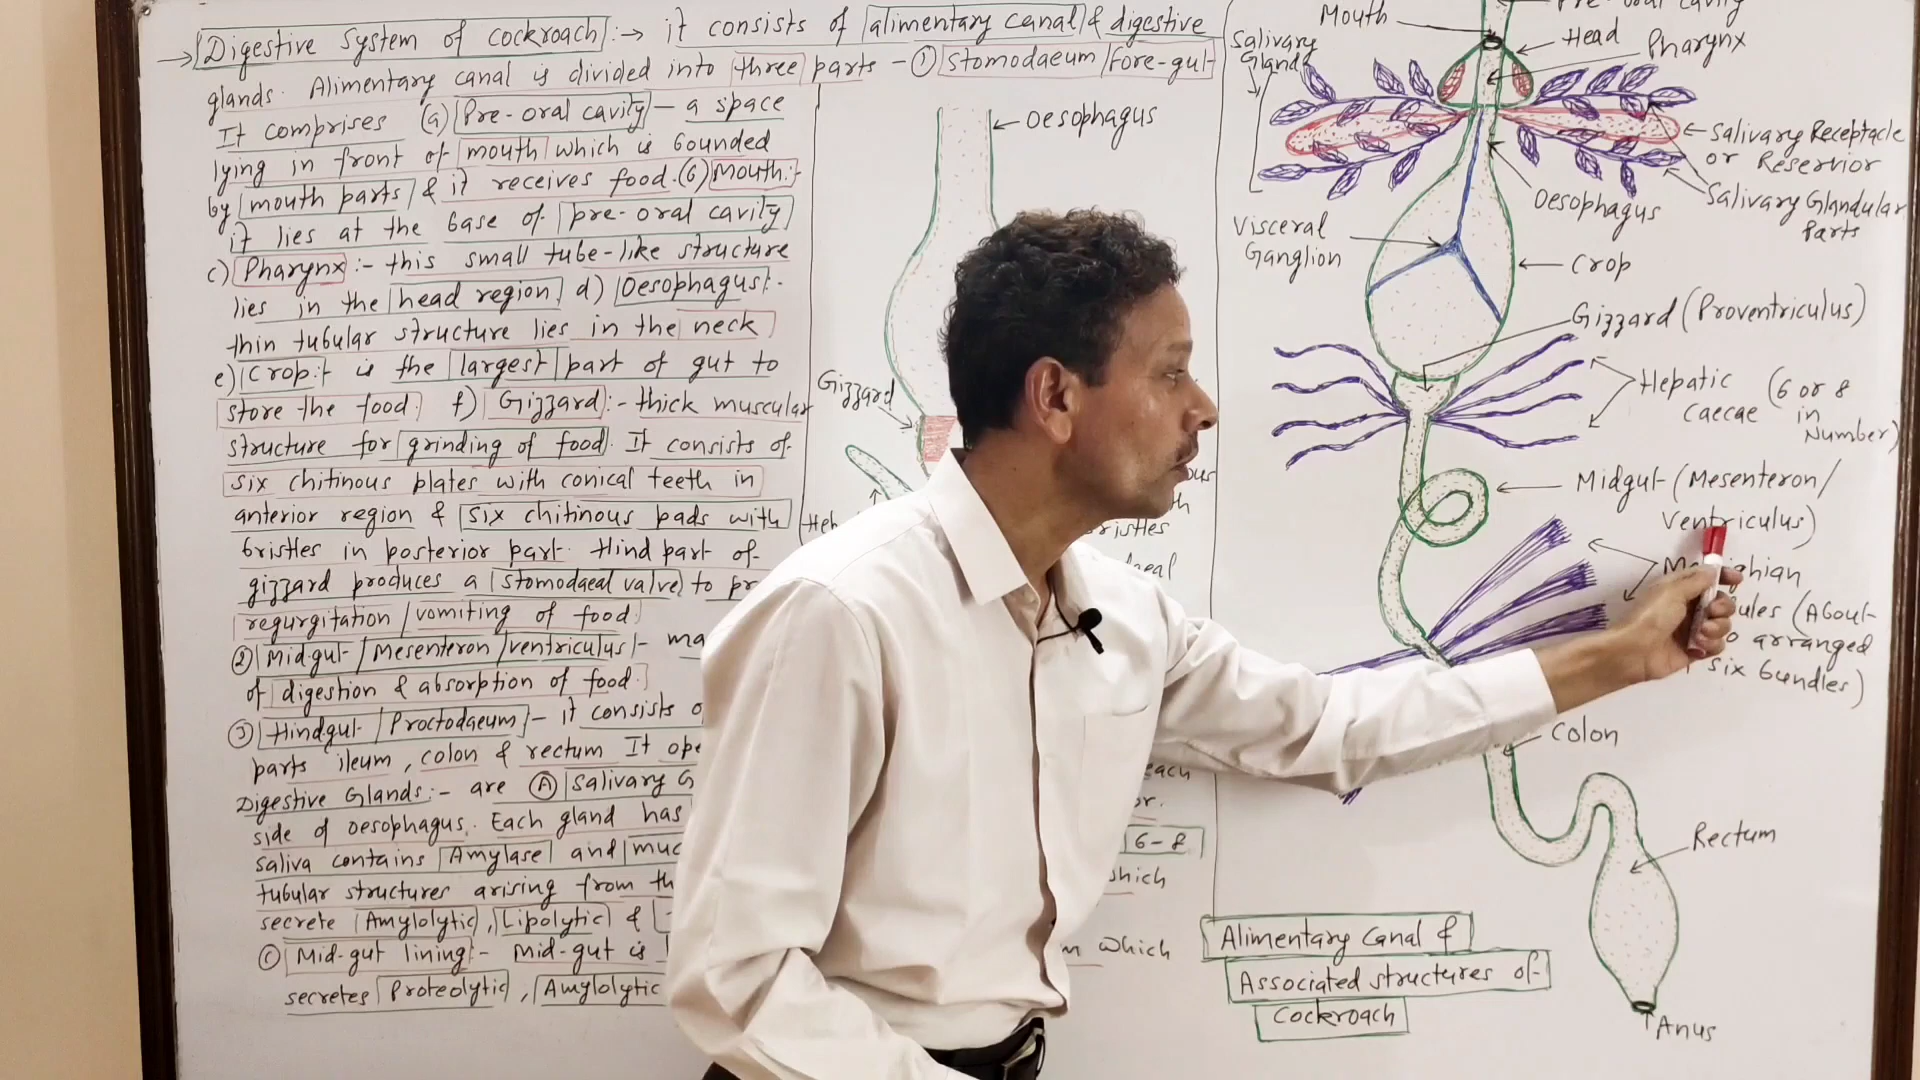 → Digestive System of cockroach :→ it consists of alimentary canal & digestive
glands. Alimentary canal is divided into three parts - ① Stomodaeum/Fore-gut-
It comprises (a) Pre-oral cavity - a space
lying in front of mouth which is bounded
by mouth parts & it receives food. (b) Mouth:-
it lies at the base of pre-oral cavity
c) Pharynx :- this small tube-like structure
lies in the head region d) Oesophagus:-
thin tubular structure lies in the neck
e) Crop:- is the largest part of gut to
store the food. f) Gizzard:- thick muscular
structure for grinding of food. It consists of
six chitinous plates with conical teeth in
anterior region & six chitinous pads with
bristles in posterior part. Hind part of
gizzard produces a stomodaeal valve to
regurgitation/vomiting of food.
② Midgut/Mesenteron/ventriculus/-
of digestion & absorption of food.
③ Hindgut/Proctodaeum - it consists
parts ileum, colon & rectum It
Digestive Glands:- are Ⓐ Salivary
side of oesophagus. Each gland has
saliva contains Amylase and
tubular structures arising from
secrete Amylolytic, Lipolytic &
Ⓒ Mid-gut lining:- Mid-gut is
secretes Proteolytic, Amylolytic
Oesophagus
Gizzard
bristles
each
6-8
which
which
Pre-oral cavity
Mouth
Head
Pharynx
Salivary
Gland
Salivary Receptacle
or Reservior
Salivary Glandular
Parts
Oesophagus
Visceral
Ganglion
Crop
Gizzard (Proventriculus)
Hepatic
caecae (6 or 8
in
Number)
Midgut (Mesenteron/
Ventriculus)
(About-
arranged
six bundles)
Colon
Rectum
Anus
Alimentary Canal &
Associated structures of
Cockroach